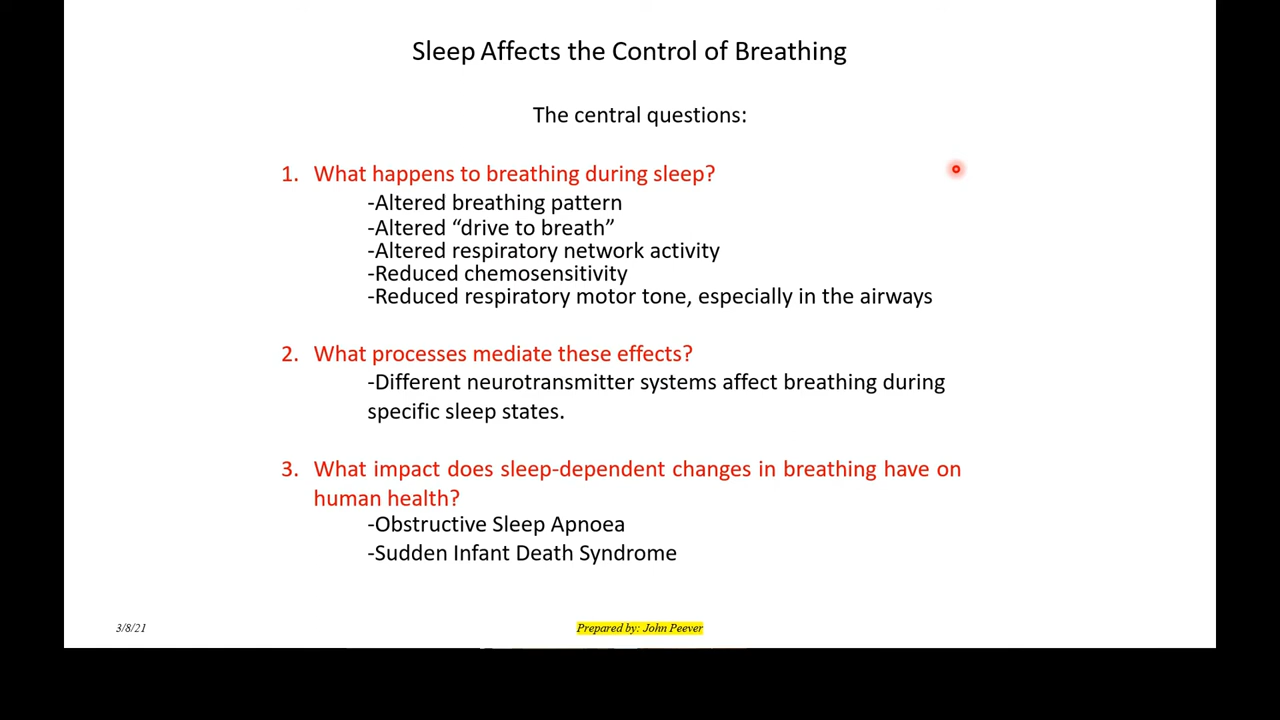 Sleep Affects the Control of Breathing
The central questions:
1. What happens to breathing during sleep?
-Altered breathing pattern
-Altered “drive to breath”
-Altered respiratory network activity
-Reduced chemosensitivity
-Reduced respiratory motor tone, especially in the airways
2. What processes mediate these effects?
-Different neurotransmitter systems affect breathing during
specific sleep states.
3. What impact does sleep-dependent changes in breathing have on
human health?
-Obstructive Sleep Apnoea
-Sudden Infant Death Syndrome
3/8/21
Prepared by: John Peever